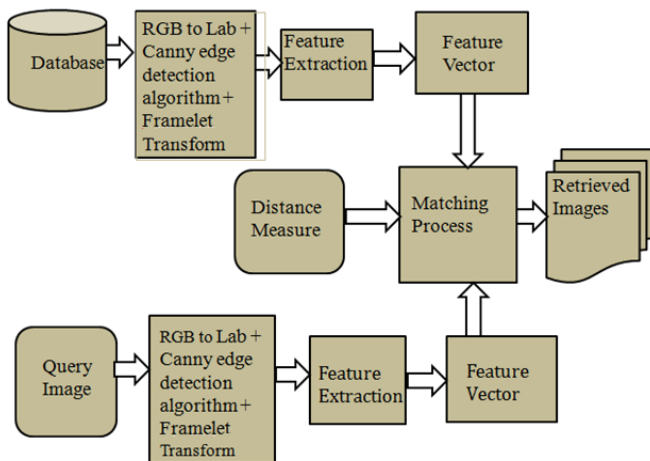 Database
RGB to Lab +
Canny edge
detection
algorithm+
Framelet
Transform
Feature
Extraction
Feature
Vector
Distance
Measure
Matching
Process
Retrieved
Images
Query
Image
RGB to Lab +
Canny edge
detection
algorithm+
Framelet
Transform
Feature
Extraction
Feature
Vector